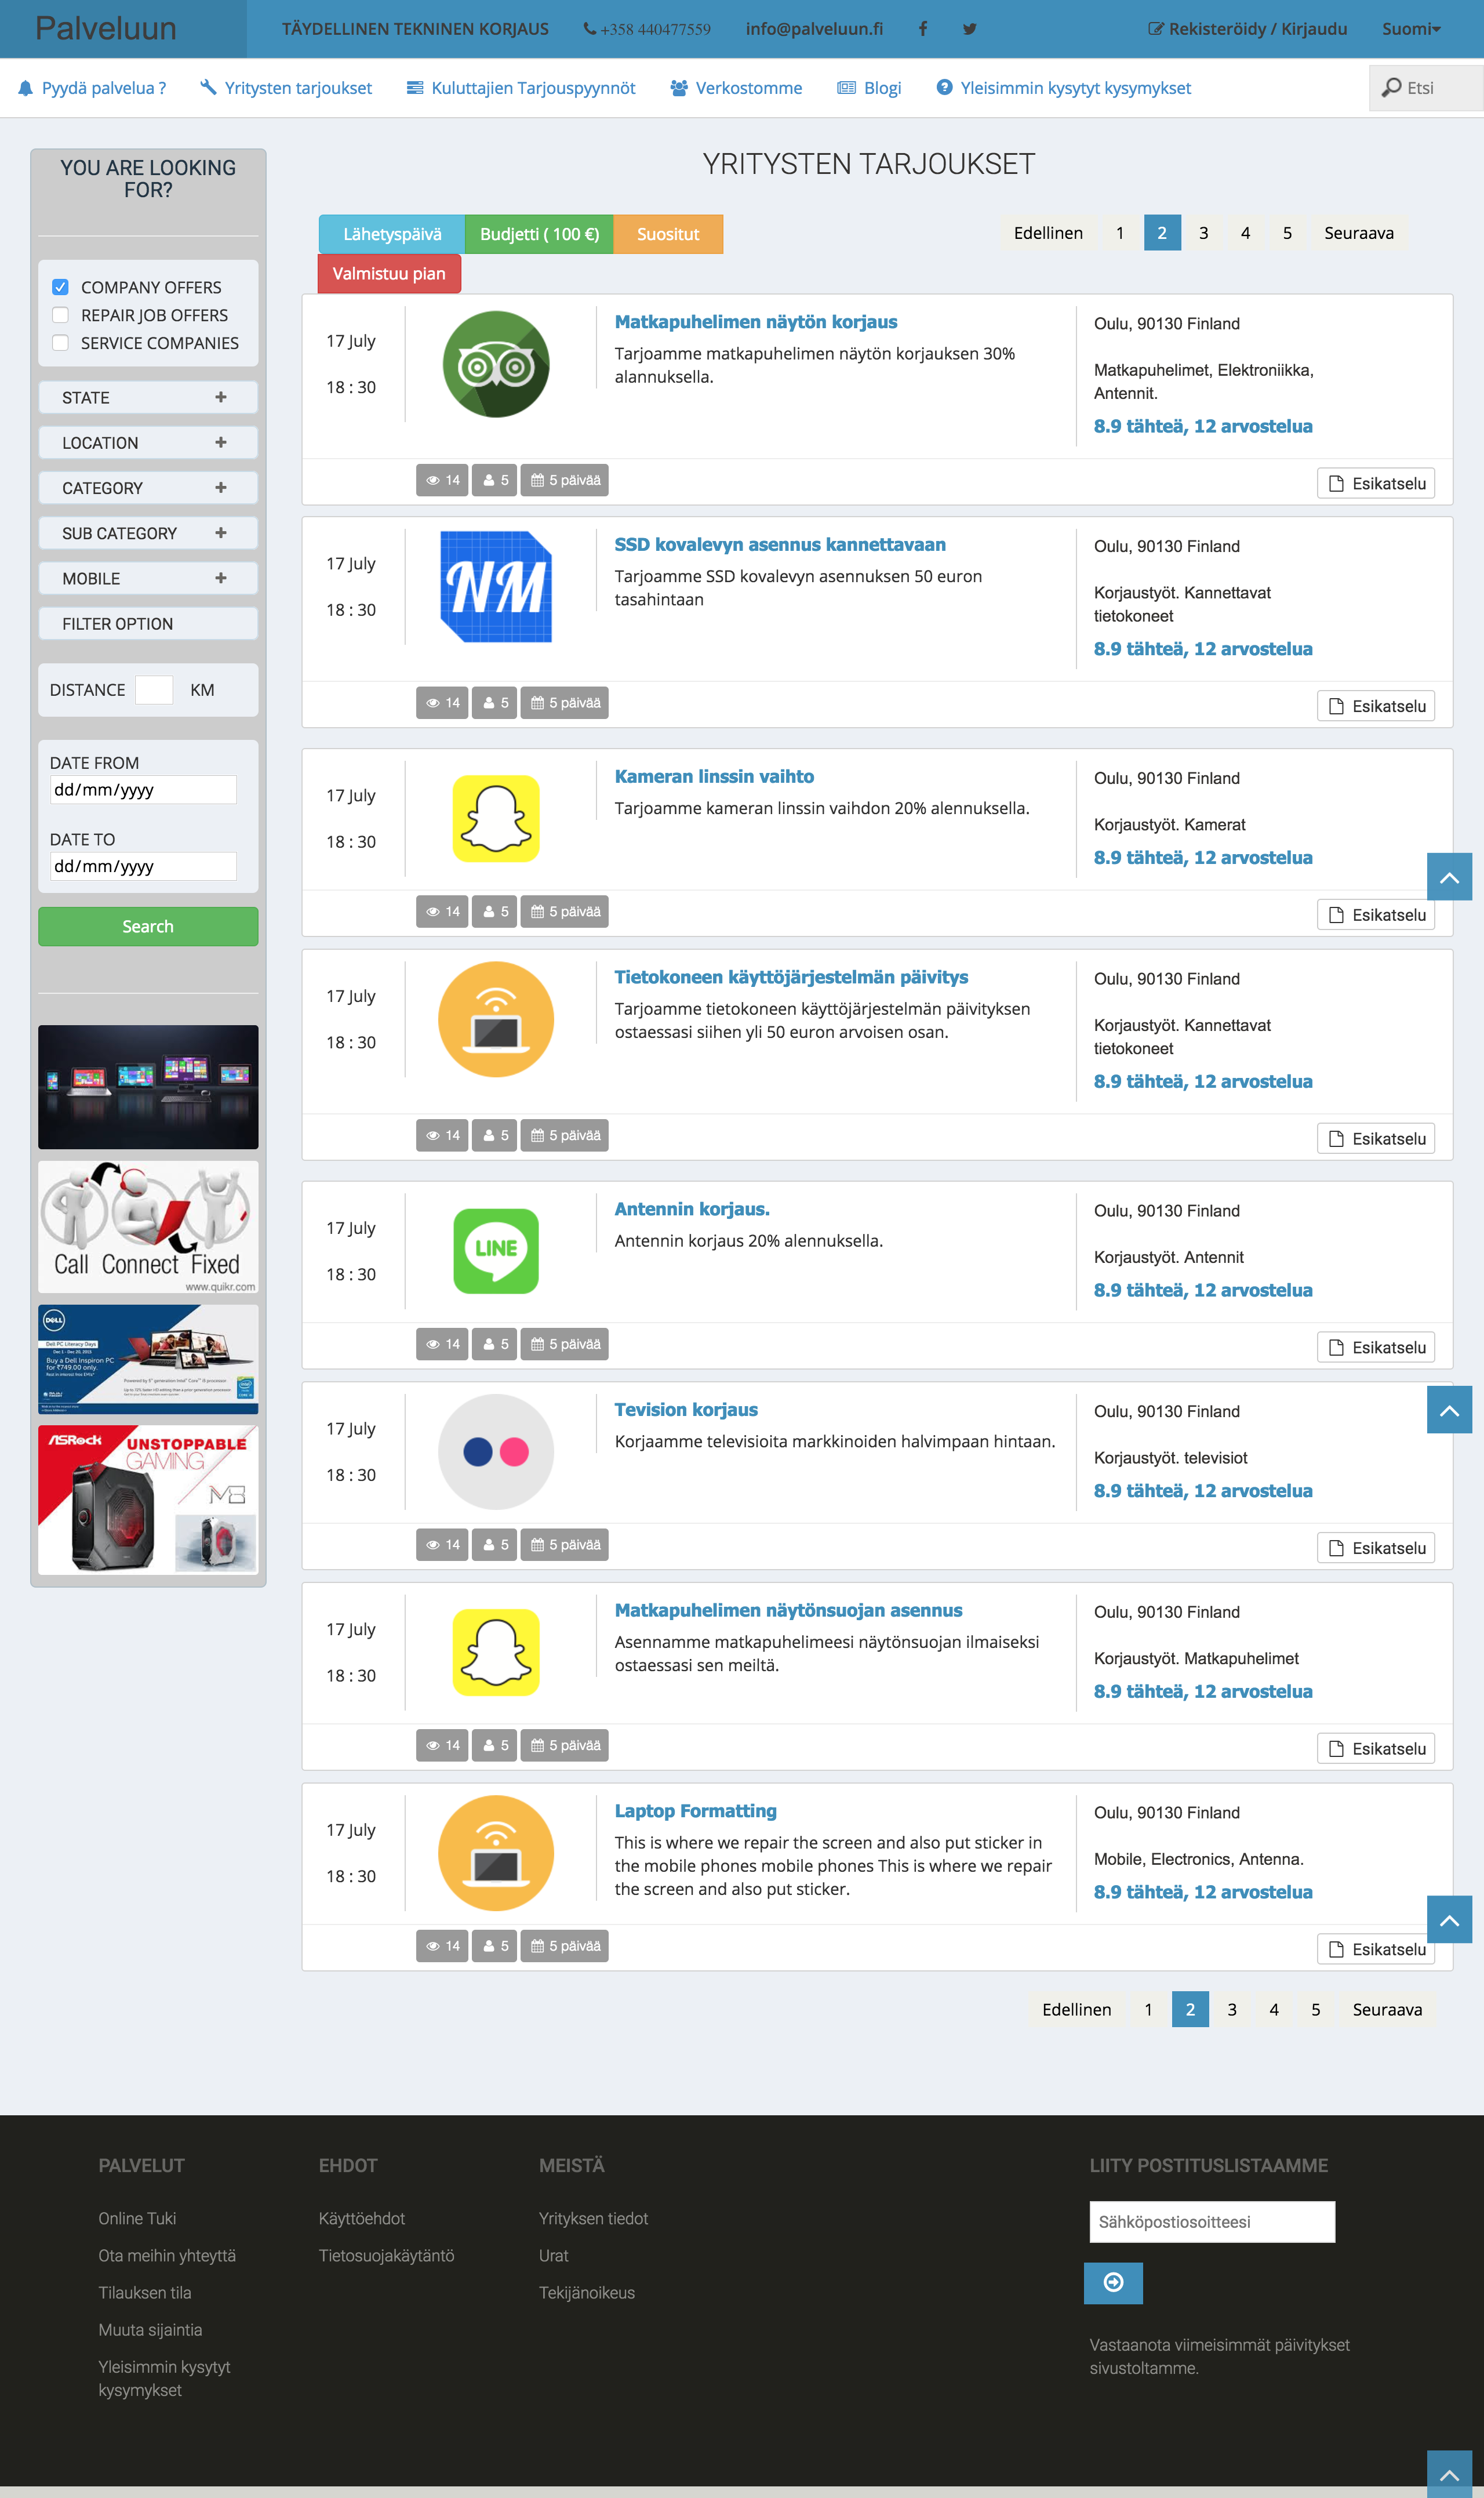 Palveluun
TÄYDELLINEN TEKNINEN KORJAUS
+358 440477559
info@palveluun.fi
Rekisteröidy / Kirjaudu
Suomi
Pyydä palvelua ?
Yritysten tarjoukset
Kuluttajien Tarjouspyynnöt
Verkostomme
Blogi
Yleisimmin kysytyt kysymykset
Etsi
YOU ARE LOOKING
FOR?
COMPANY OFFERS
REPAIR JOB OFFERS
SERVICE COMPANIES
STATE
LOCATION
CATEGORY
SUB CATEGORY
MOBILE
FILTER OPTION
DISTANCE KM
DATE FROM
dd/mm/yyyy
DATE TO
dd/mm/yyyy
Search
Call Connect Fixed
www.quikr.com
DELL
Dell PC Literacy Days
Buy a Dell Inspiron PC
for ₹749.00 only.
ASRock
UNSTOPPABLE
GAMING
M8
YRITYSTEN TARJOUKSET
Lähetyspäivä
Budjetti ( 100 €)
Suositut
Valmistuu pian
Edellinen 1 2 3 4 5 Seuraava
17 July
18 : 30
Matkapuhelimen näytön korjaus
Tarjoamme matkapuhelimen näytön korjauksen 30%
alannuksella.
Oulu, 90130 Finland
Matkapuhelimet, Elektroniikka,
Antennit.
8.9 tähteä, 12 arvostelua
14 5 5 päivää
Esikatselu
17 July
18 : 30
NM
SSD kovalevyn asennus kannettavaan
Tarjoamme SSD kovalevyn asennuksen 50 euron
tasahintaan
Oulu, 90130 Finland
Korjaustyöt. Kannettavat
tietokoneet
8.9 tähteä, 12 arvostelua
14 5 5 päivää
Esikatselu
17 July
18 : 30
Kameran linssin vaihto
Tarjoamme kameran linssin vaihdon 20% alennuksella.
Oulu, 90130 Finland
Korjaustyöt. Kamerat
8.9 tähteä, 12 arvostelua
14 5 5 päivää
Esikatselu
17 July
18 : 30
Tietokoneen käyttöjärjestelmän päivitys
Tarjoamme tietokoneen käyttöjärjestelmän päivityksen
ostaessasi siihen yli 50 euron arvoisen osan.
Oulu, 90130 Finland
Korjaustyöt. Kannettavat
tietokoneet
8.9 tähteä, 12 arvostelua
14 5 5 päivää
Esikatselu
17 July
18 : 30
LINE
Antennin korjaus.
Antennin korjaus 20% alennuksella.
Oulu, 90130 Finland
Korjaustyöt. Antennit
8.9 tähteä, 12 arvostelua
14 5 5 päivää
Esikatselu
17 July
18 : 30
Tevision korjaus
Korjaamme televisioita markkinoiden halvimpaan hintaan.
Oulu, 90130 Finland
Korjaustyöt. televisiot
8.9 tähteä, 12 arvostelua
14 5 5 päivää
Esikatselu
17 July
18 : 30
Matkapuhelimen näytönsuojan asennus
Asennamme matkapuhelimeesi näytönsuojan ilmaiseksi
ostaessasi sen meiltä.
Oulu, 90130 Finland
Korjaustyöt. Matkapuhelimet
8.9 tähteä, 12 arvostelua
14 5 5 päivää
Esikatselu
17 July
18 : 30
Laptop Formatting
This is where we repair the screen and also put sticker in
the mobile phones mobile phones This is where we repair
the screen and also put sticker.
Oulu, 90130 Finland
Mobile, Electronics, Antenna.
8.9 tähteä, 12 arvostelua
14 5 5 päivää
Esikatselu
Edellinen 1 2 3 4 5 Seuraava
PALVELUT
Online Tuki
Ota meihin yhteyttä
Tilauksen tila
Muuta sijaintia
Yleisimmin kysytyt
kysymykset
EHDOT
Käyttöehdot
Tietosuojakäytäntö
MEISTÄ
Yrityksen tiedot
Urat
Tekijänoikeus
LIITY POSTITUSLISTAAMME
Sähköpostiosoitteesi
Vastaanota viimeisimmät päivitykset
sivustoltamme.